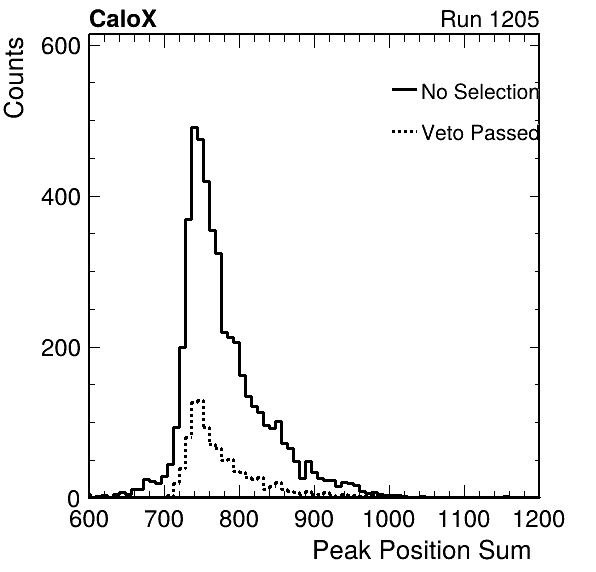 CaloX Run 1205
Counts
600
400
200
0
No Selection
Veto Passed
600 700 800 900 1000 1100 1200
Peak Position Sum